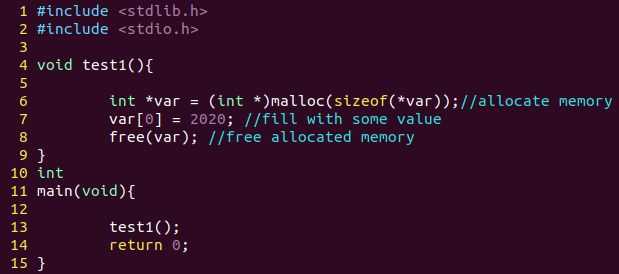 1 #include <stdlib.h>
2 #include <stdio.h>
3
4 void test1(){
5
6         int *var = (int *)malloc(sizeof(*var));//allocate memory
7         var[0] = 2020; //fill with some value
8         free(var); //free allocated memory
9 }
10 int
11 main(void){
12
13         test1();
14         return 0;
15 }